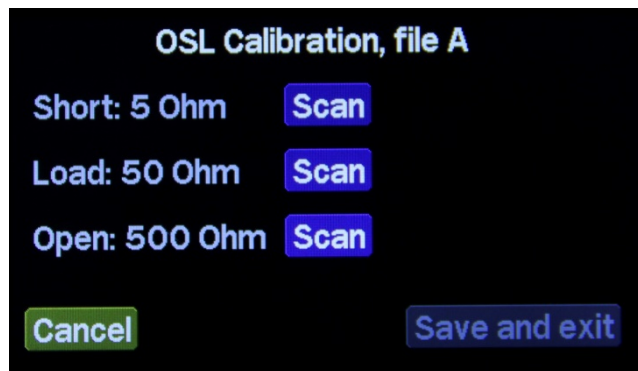 OSL Calibration, file A
Short: 5 Ohm Scan
Load: 50 Ohm Scan
Open: 500 Ohm Scan
Cancel Save and exit